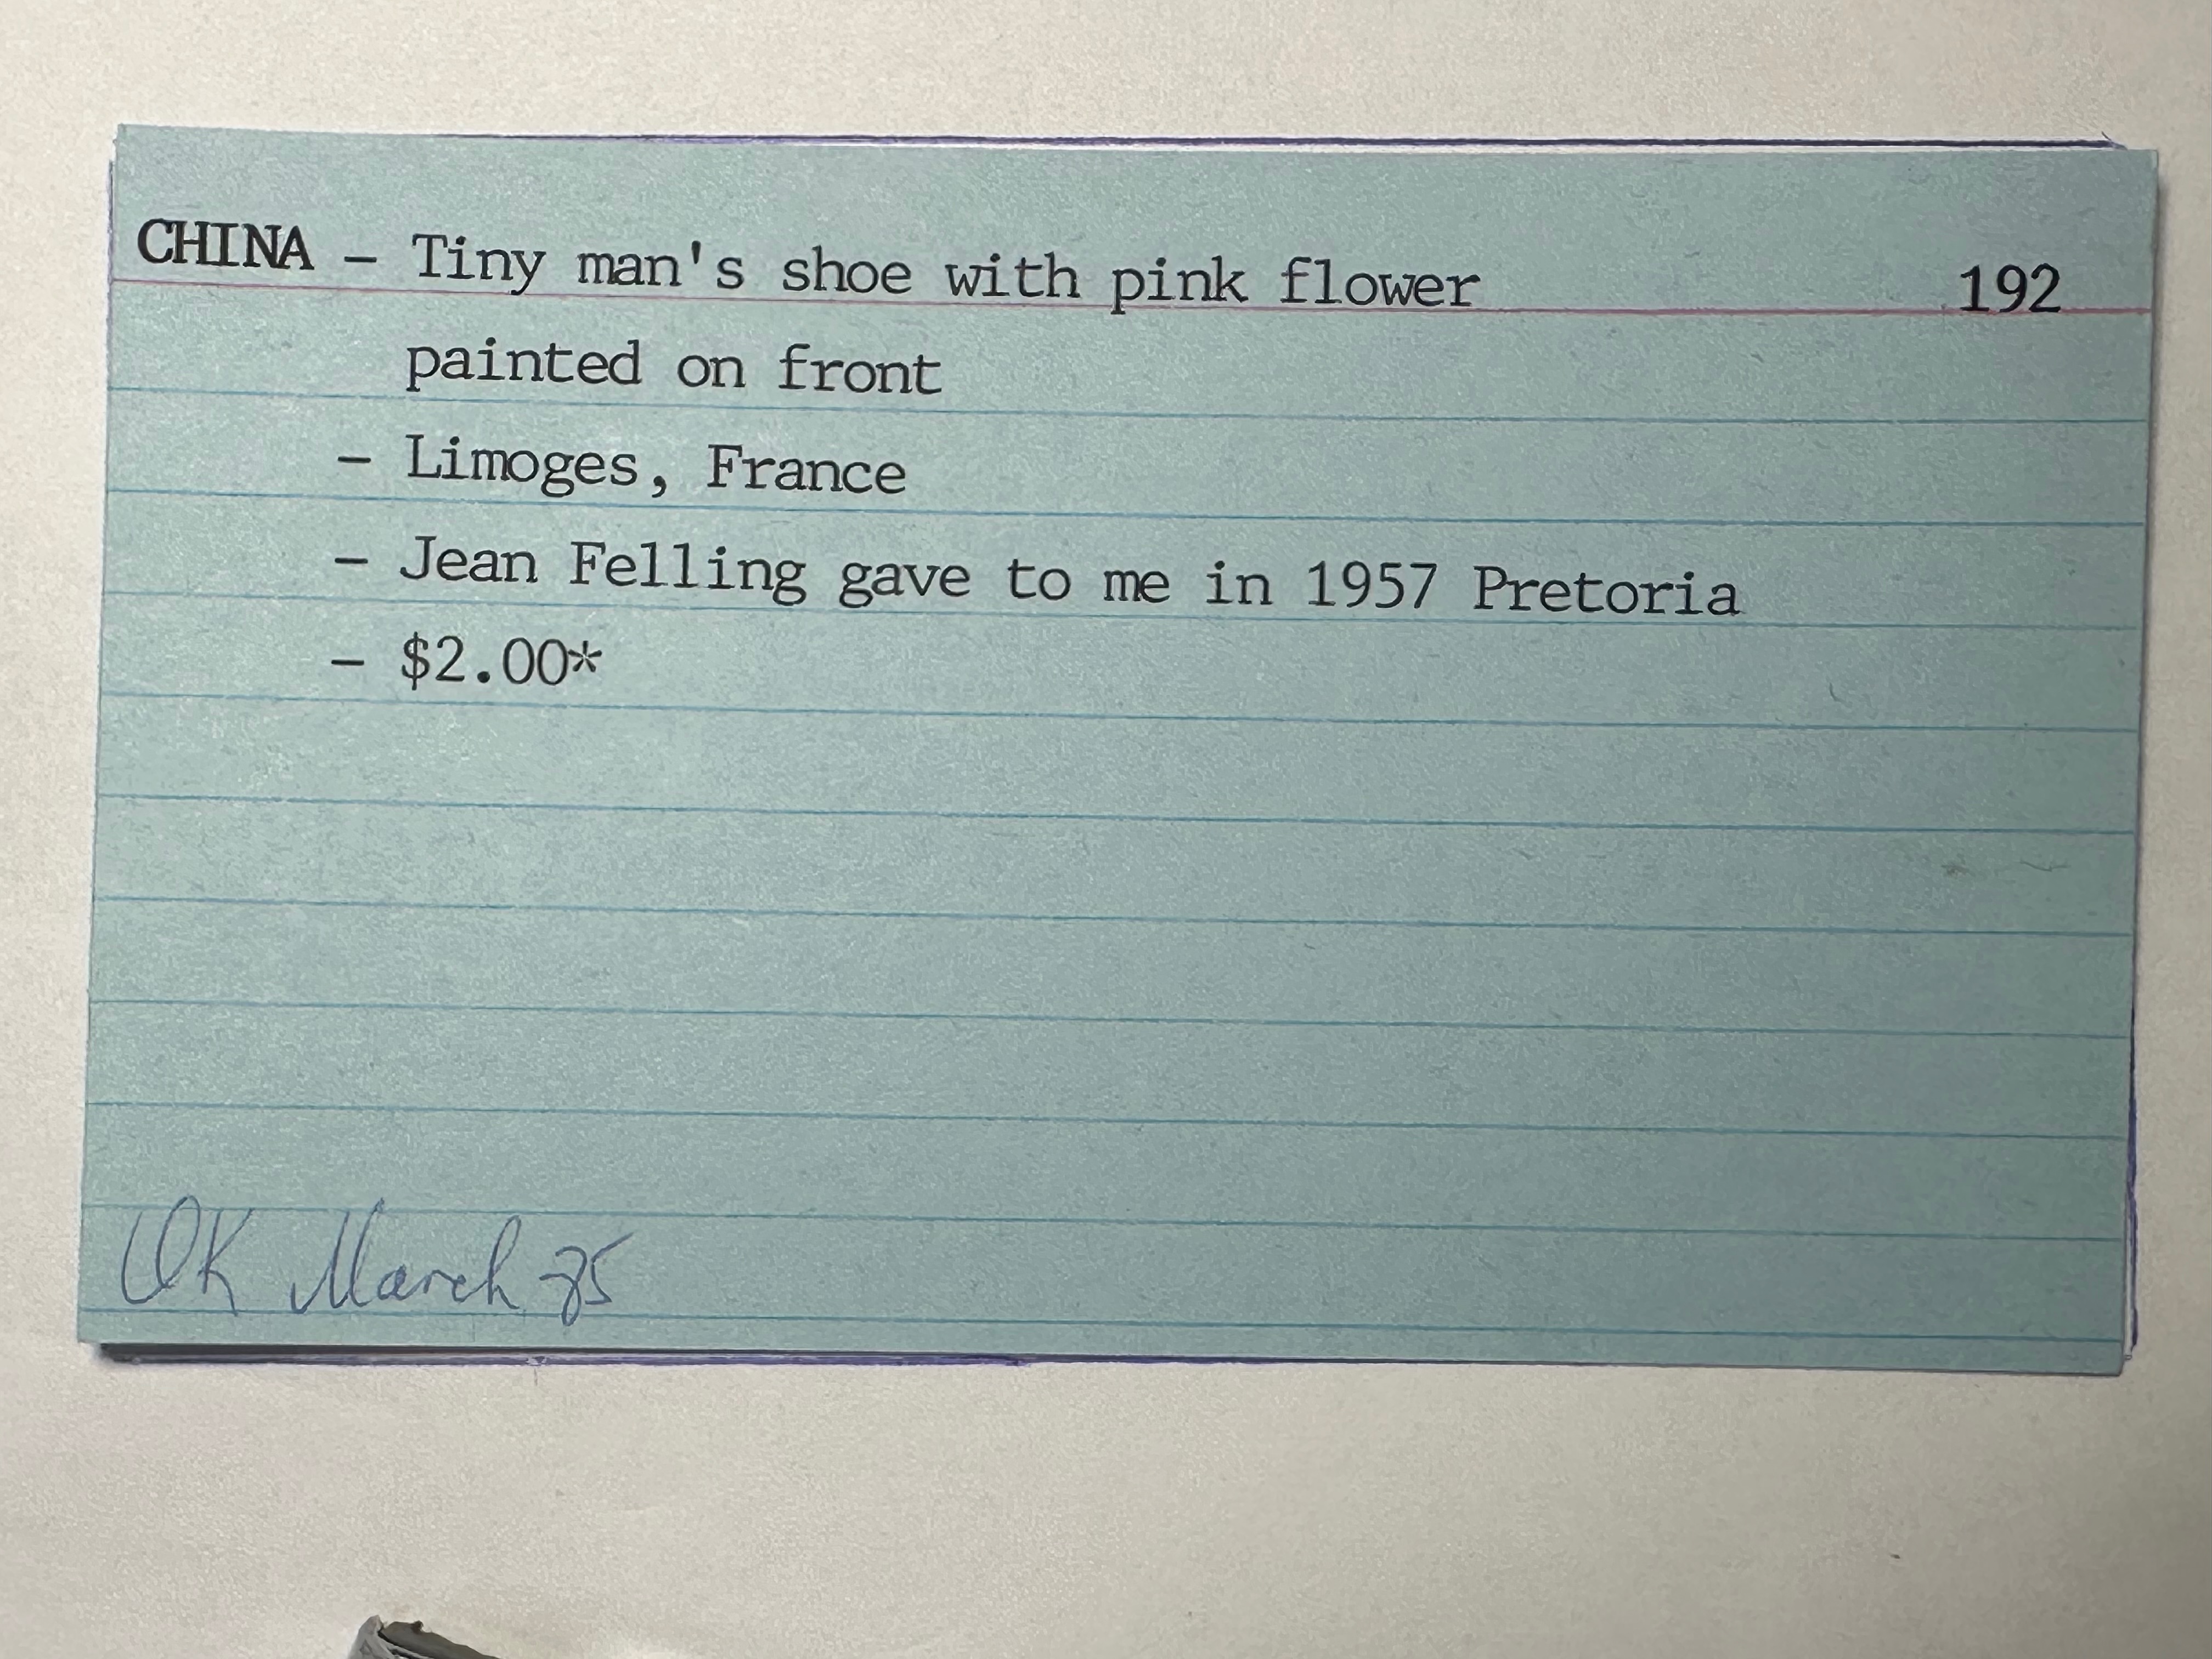 CHINA - Tiny man's shoe with pink flower 192
painted on front
- Limoges, France
- Jean Felling gave to me in 1957 Pretoria
- $2.00*
OK March 85